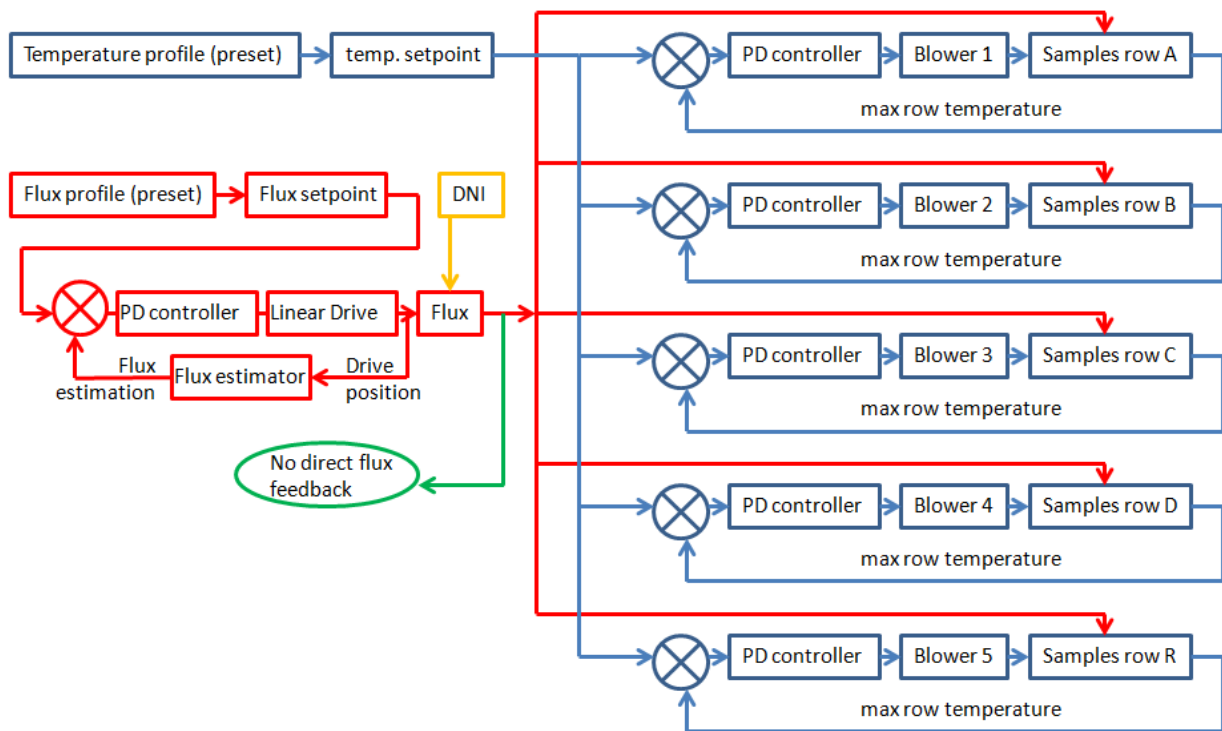 Temperature profile (preset)
temp. setpoint
PD controller
Blower 1
Samples row A
max row temperature
Flux profile (preset)
Flux setpoint
DNI
PD controller
Blower 2
Samples row B
max row temperature
PD controller
Linear Drive
Flux
Flux
estimation
Flux estimator
Drive
position
PD controller
Blower 3
Samples row C
max row temperature
No direct flux
feedback
PD controller
Blower 4
Samples row D
max row temperature
PD controller
Blower 5
Samples row R
max row temperature